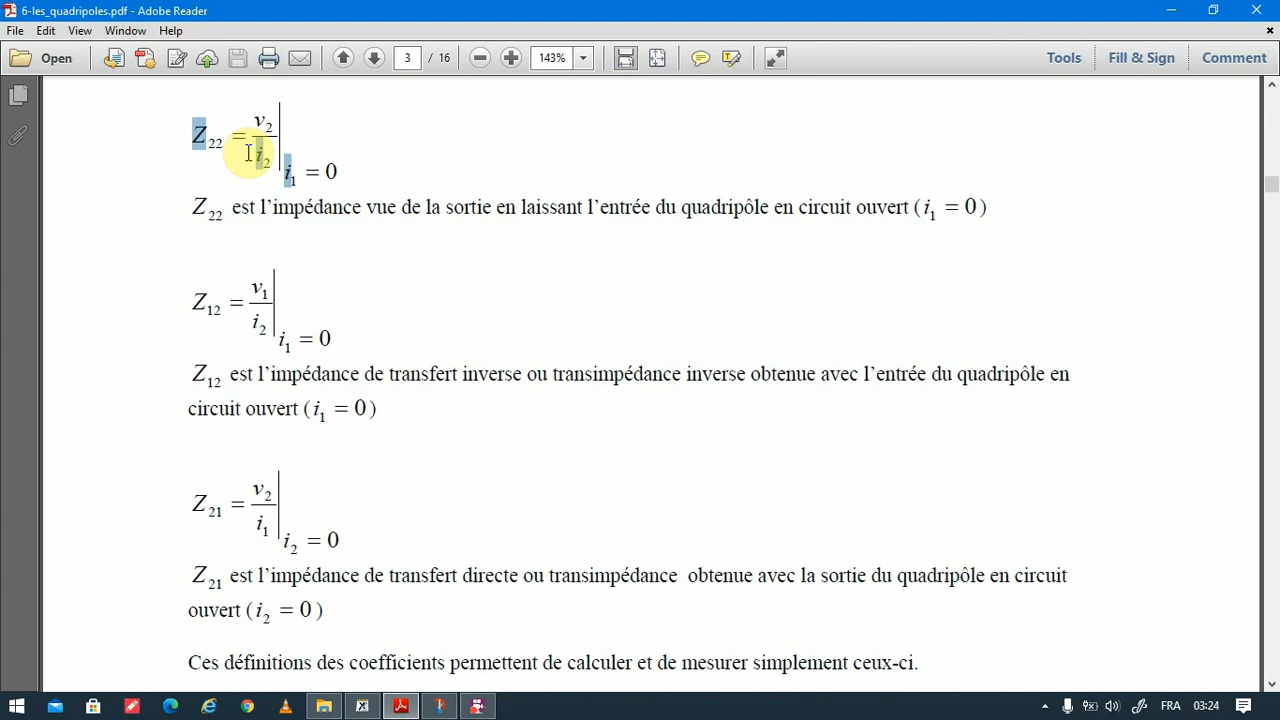 6-les_quadripoles.pdf - Adobe Reader
File Edit View Window Help
Open 3 / 16 143% Tools Fill & Sign Comment
Z22 = v2/i2 | i1 = 0
Z22 est l'impédance vue de la sortie en laissant l'entrée du quadripôle en circuit ouvert ( i1 = 0 )
Z12 = v1/i2 | i1 = 0
Z12 est l'impédance de transfert inverse ou transimpédance inverse obtenue avec l'entrée du quadripôle en
circuit ouvert ( i1 = 0 )
Z21 = v2/i1 | i2 = 0
Z21 est l'impédance de transfert directe ou transimpédance obtenue avec la sortie du quadripôle en circuit
ouvert ( i2 = 0 )
Ces définitions des coefficients permettent de calculer et de mesurer simplement ceux-ci.
FRA 03:24